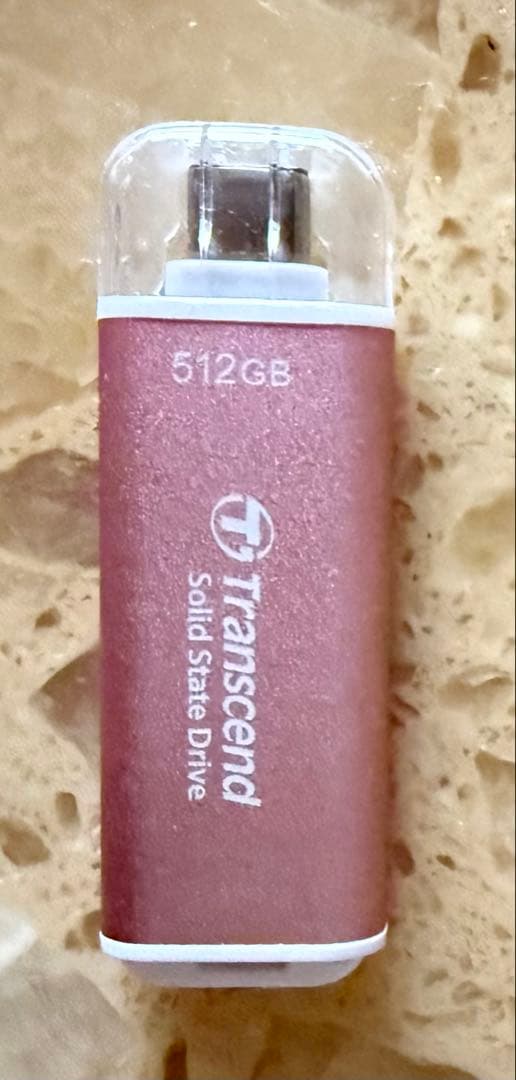 512GB
Transcend
Solid State Drive